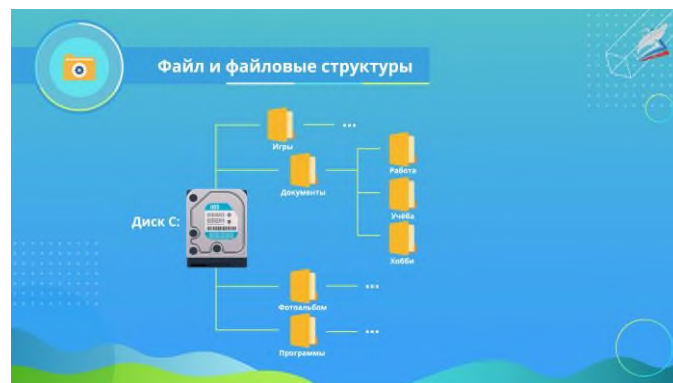 Файл и файловые структуры
Игры
...
Документы
Работа
Учёба
Хобби
Диск C:
Фотоальбом
...
Программы
...